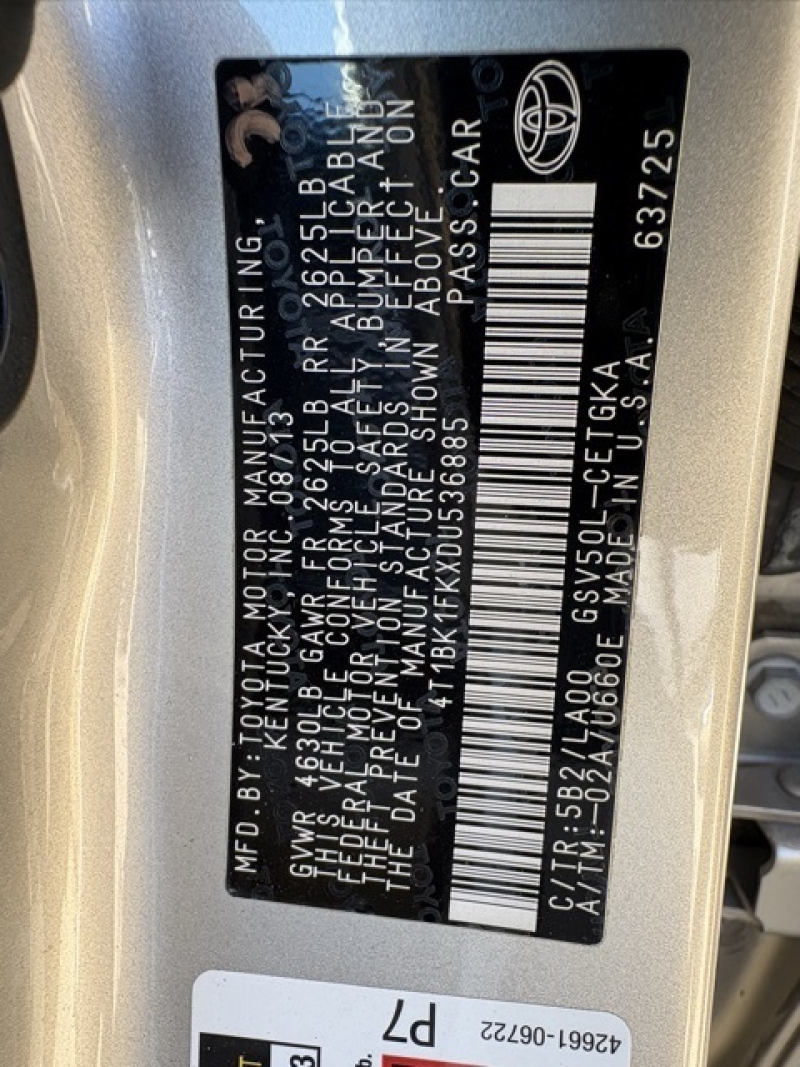 MFD.BY:TOYOTA MOTOR MANUFACTURING,
KENTUCKY,INC.08/13
GVWR 4630LB GAWR FR 2625LB RR 2625LB
THIS VEHICLE CONFORMS TO ALL APPLICABLE
FEDERAL MOTOR VEHICLE SAFETY,BUMPER,AND
THEFT PREVENTION STANDARDS IN EFFECT ON
THE DATE OF MANUFACTURE SHOWN ABOVE.
4T1BK1FKXDU536885 PASS.CAR
C/TR:5B2/LA00 GSV50L-CETGKA
A/TM:-02A/U660E MADE IN U.S.A. 63725
42661-06722
P7